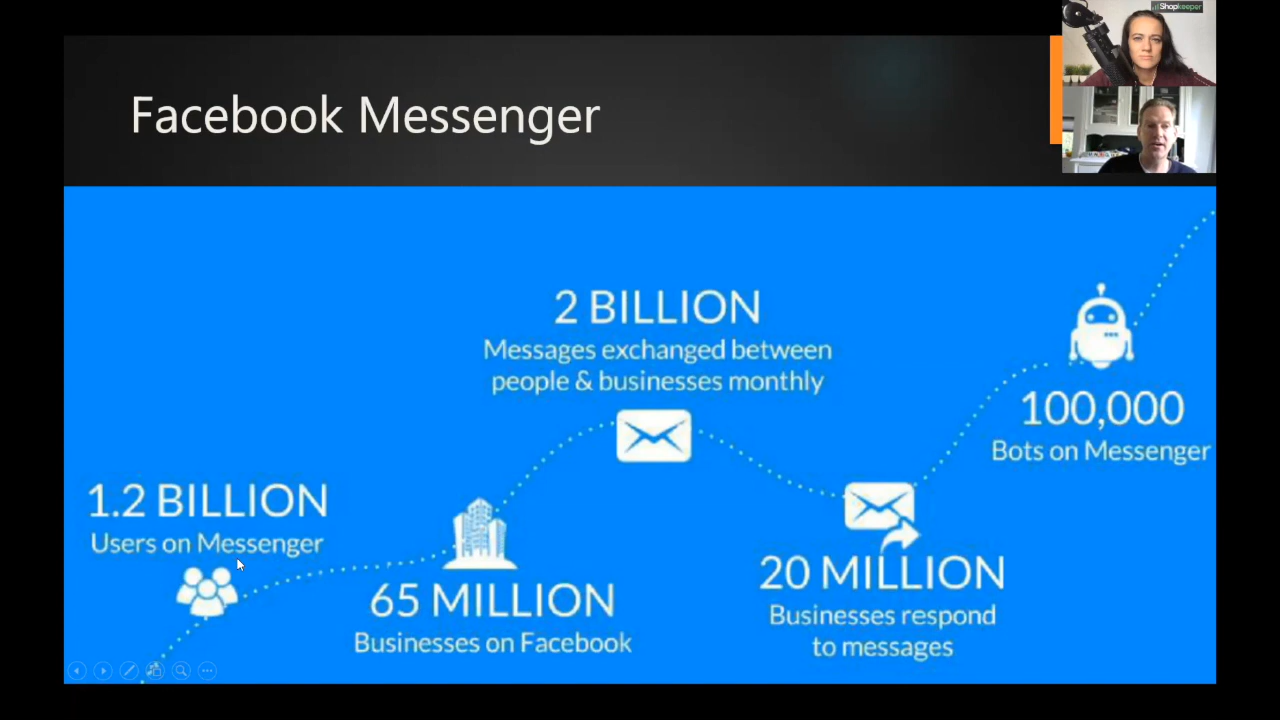 Shopkeeper
Facebook Messenger
2 BILLION
Messages exchanged between
people & businesses monthly
100,000
Bots on Messenger
1.2 BILLION
Users on Messenger
65 MILLION
Businesses on Facebook
20 MILLION
Businesses respond
to messages